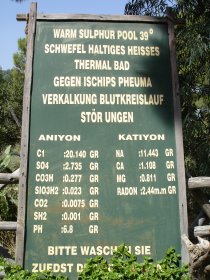 WARM SULPHUR POOL 39°
SCHWEFEL HALTIGES HEISSES
THERMAL BAD
GEGEN ISCHIPS PHEUMA
VERKALKUNG BLUTKREISLAUF
STÖR UNGEN
ANIYON KATIYON
C1 :20.140 GR NA :11.443 GR
SO4 :2.735 GR CA :1.108 GR
CO3H :0.277 GR MG :0.811 GR
SIO3H2 :0.023 GR RADON :2.44m.m GR
CO2 :0.0075 GR
SH2 :0.001 GR
PH :6.8 GR
BITTE WASCHEN SIE
ZUERST